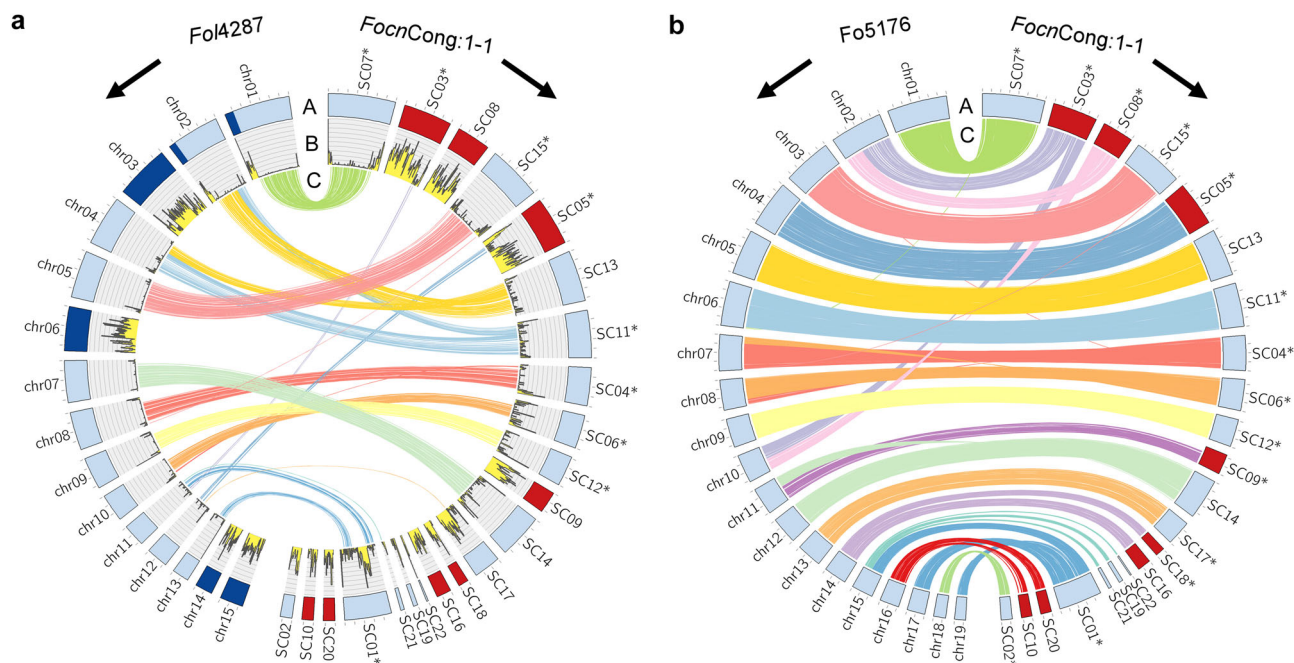 a
Fol4287
FocnCong:1-1
A
B
C
chr01
chr02
chr03
chr04
chr05
chr06
chr07
chr08
chr09
chr10
chr11
chr12
chr13
chr14
chr15
SC07*
SC03*
SC08
SC15*
SC05*
SC13
SC11*
SC04*
SC06*
SC12*
SC09
SC14
SC17
SC18
SC16
SC22
SC19
SC21
SC01*
SC20
SC10
SC02
b
Fo5176
FocnCong:1-1
A
C
chr01
chr02
chr03
chr04
chr05
chr06
chr07
chr08
chr09
chr10
chr11
chr12
chr13
chr14
chr15
chr16
chr17
chr18
chr19
SC07*
SC03*
SC08*
SC15*
SC05*
SC13
SC11*
SC04*
SC06*
SC12*
SC09*
SC14
SC17*
SC18*
SC16
SC22
SC19
SC21
SC01*
SC20
SC10
SC02*